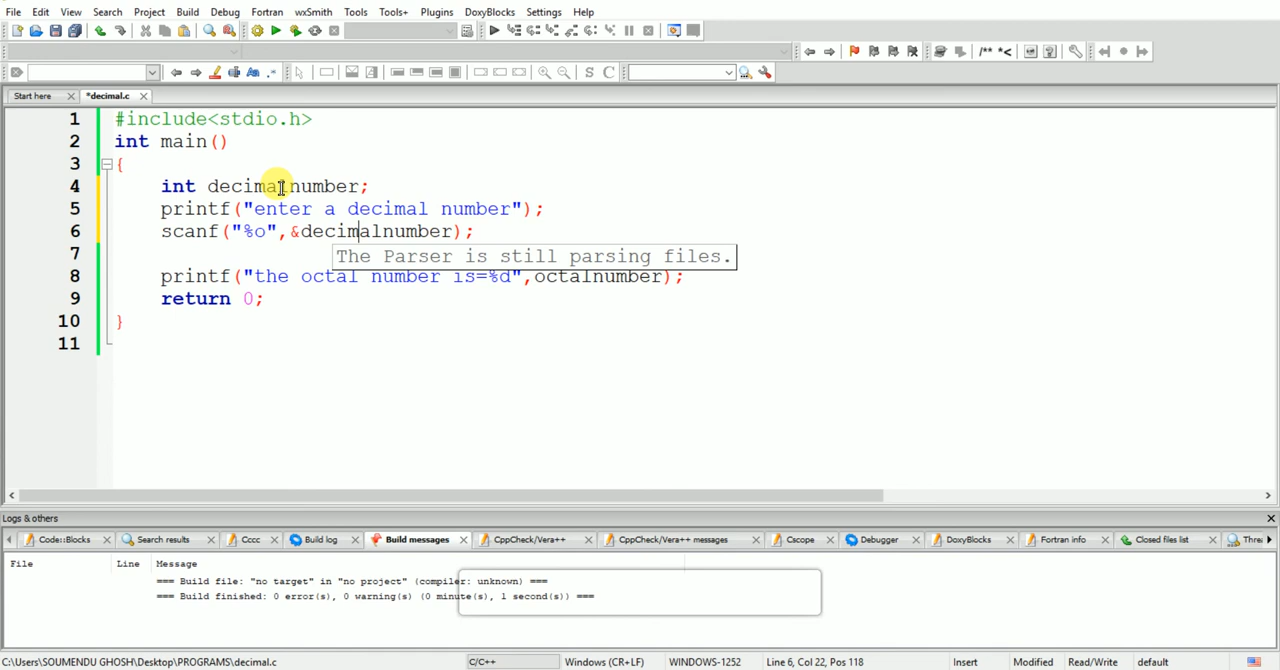 File Edit View Search Project Build Debug Fortran wxSmith Tools Tools+ Plugins DoxyBlocks Settings Help
/** *<
S C
Start here *decimal.c
1 #include<stdio.h>
2 int main()
3 {
4 int decimalnumber;
5 printf("enter a decimal number");
6 scanf("%o",&decimalnumber);
7 The Parser is still parsing files.
8 printf("the octal number is=%d",octalnumber);
9 return 0;
10 }
11
Logs & others
Code::Blocks Search results Cccc Build log Build messages CppCheck/Vera++ CppCheck/Vera++ messages Cscope Debugger DoxyBlocks Fortran info Closed files list Threa
File Line Message
=== Build file: "no target" in "no project" (compiler: unknown) ===
=== Build finished: 0 error(s), 0 warning(s) (0 minute(s), 1 second(s)) ===
C:\Users\SOUMENDU GHOSH\Desktop\PROGRAMS\decimal.c C/C++ Windows (CR+LF) WINDOWS-1252 Line 6, Col 22, Pos 118 Insert Modified Read/Write default